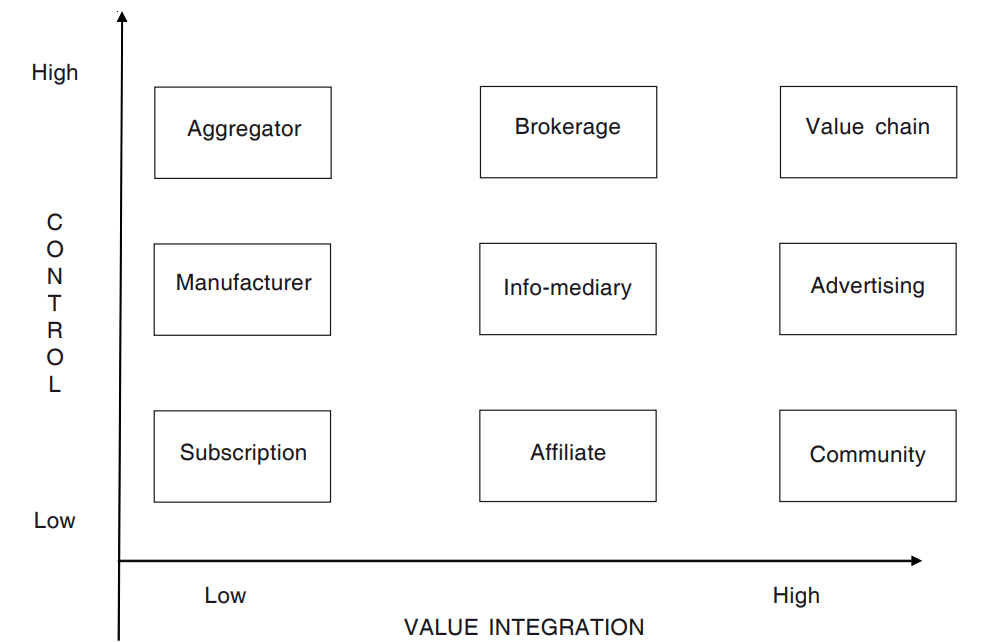 High
Aggregator
Brokerage
Value chain
C
O
N
T
R
O
L
Manufacturer
Info-mediary
Advertising
Subscription
Affiliate
Community
Low
Low
High
VALUE INTEGRATION